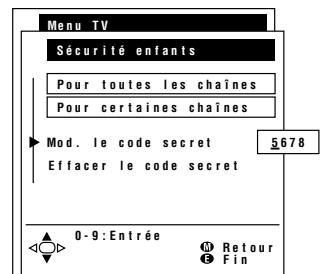 Menu TV
Sécurité enfants
Pour toutes les chaînes
Pour certaines chaînes
Mod. le code secret
5678
Effacer le code secret
0-9:Entrée
M Retour
E Fin